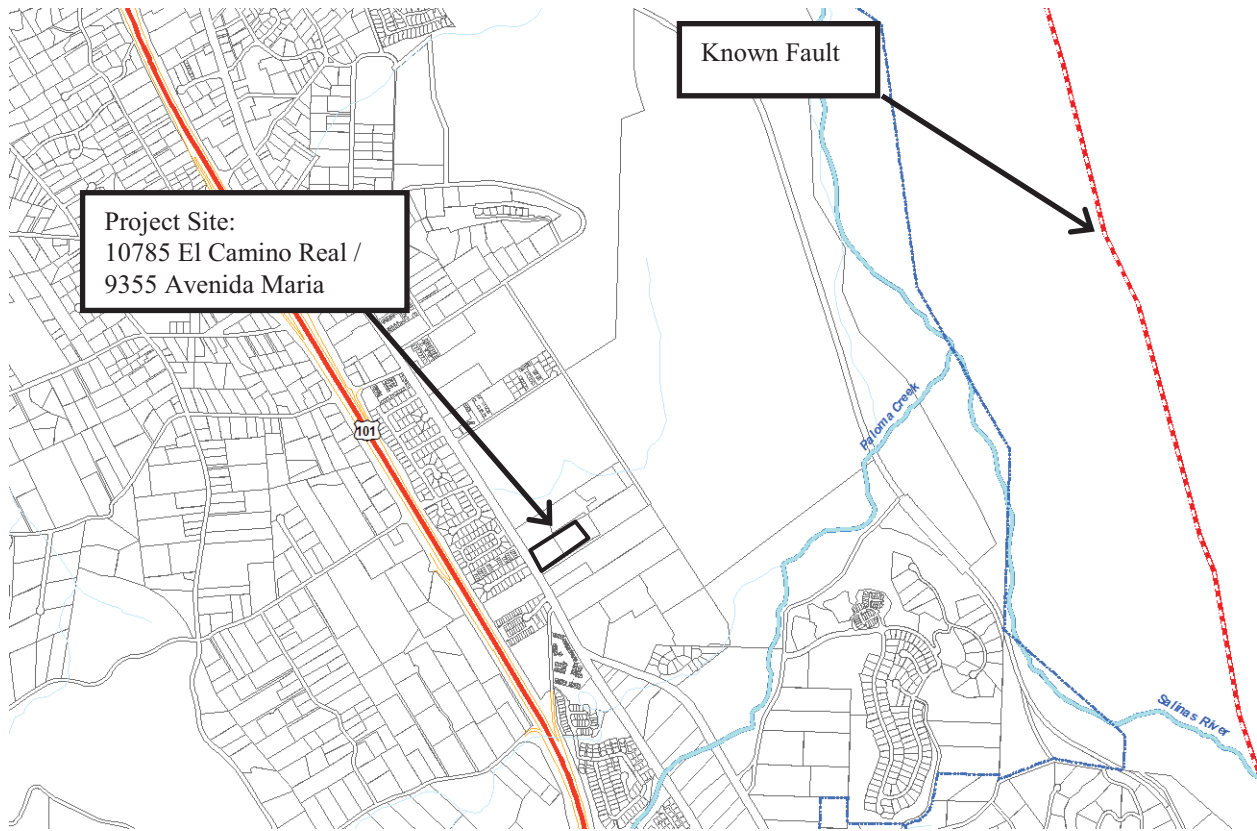 Known Fault
Project Site:
10785 El Camino Real /
9355 Avenida Maria
101
Paloma Creek
Salinas River